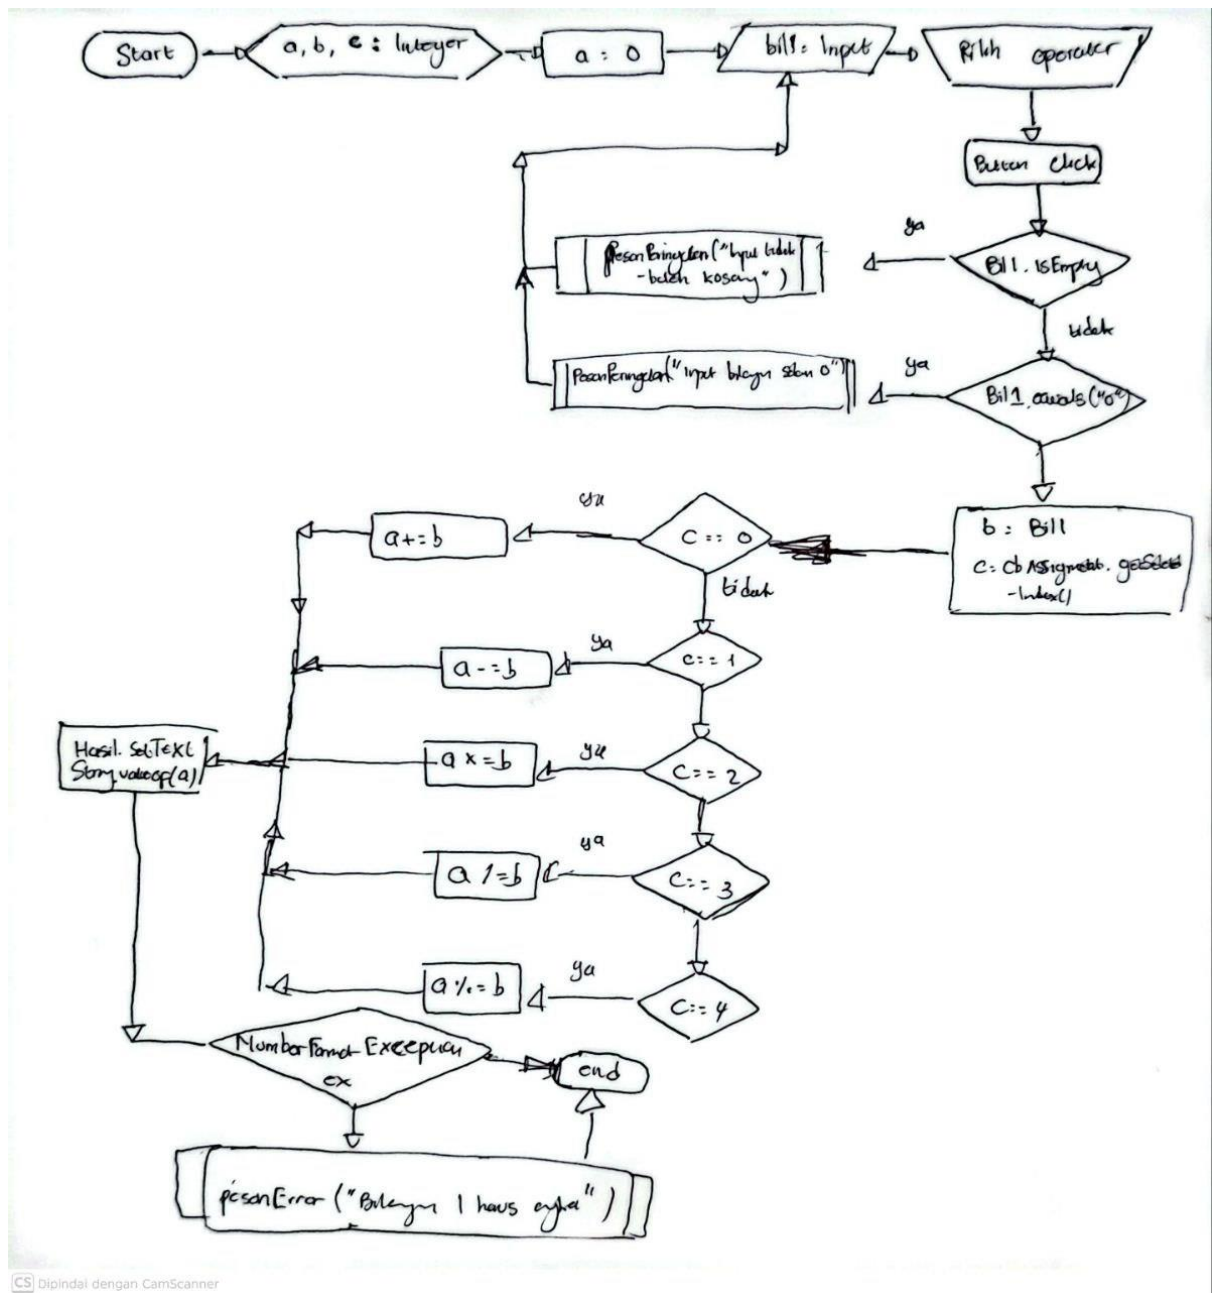 Start
a, b, c : Integer
a : 0
bil1 : Input
Pilih operator
Button Click
ya
Bil1.isEmpty
pesanPeringatan("Input tidak
-boleh kosong")
tidak
ya
Bil1.equals("0")
PesanPeringatan("Input bilangan selain 0")
b : Bil1
C = cbAssigment.getSelected
-Index()
ya
C == 0
a+=b
tidak
ya
C == 1
a-=b
ya
C == 2
a x=b
ya
C == 3
a /=b
ya
C == 4
a %=b
Hasil.SetText
String.valueOf(a)
NumberFormatException
ex
end
pesanError ("Bilangan 1 harus angka")
CS Dipindai dengan CamScanner